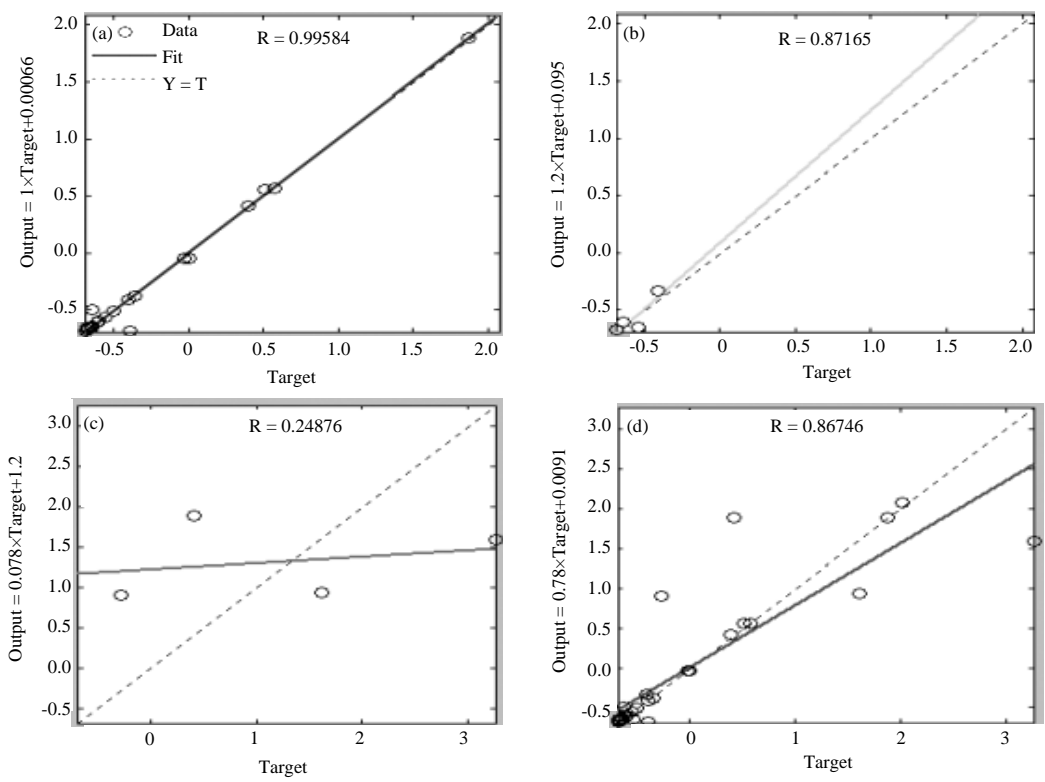 (a)
R = 0.99584
Data
Fit
Y = T
2.0
1.5
1.0
0.5
0.0
-0.5
Output = 1×Target+0.00066
-0.5
0
0.5
1.0
1.5
2.0
Target
(b)
R = 0.87165
2.0
1.5
1.0
0.5
0.0
-0.5
Output = 1.2×Target+0.095
-0.5
0
0.5
1.0
1.5
2.0
Target
(c)
R = 0.24876
3.0
2.5
2.0
1.5
1.0
0.5
0.0
-0.5
Output = 0.078×Target+1.2
0
1
2
3
Target
(d)
R = 0.86746
3.0
2.5
2.0
1.5
1.0
0.5
0.0
-0.5
Output = 0.78×Target+0.0091
0
1
2
3
Target